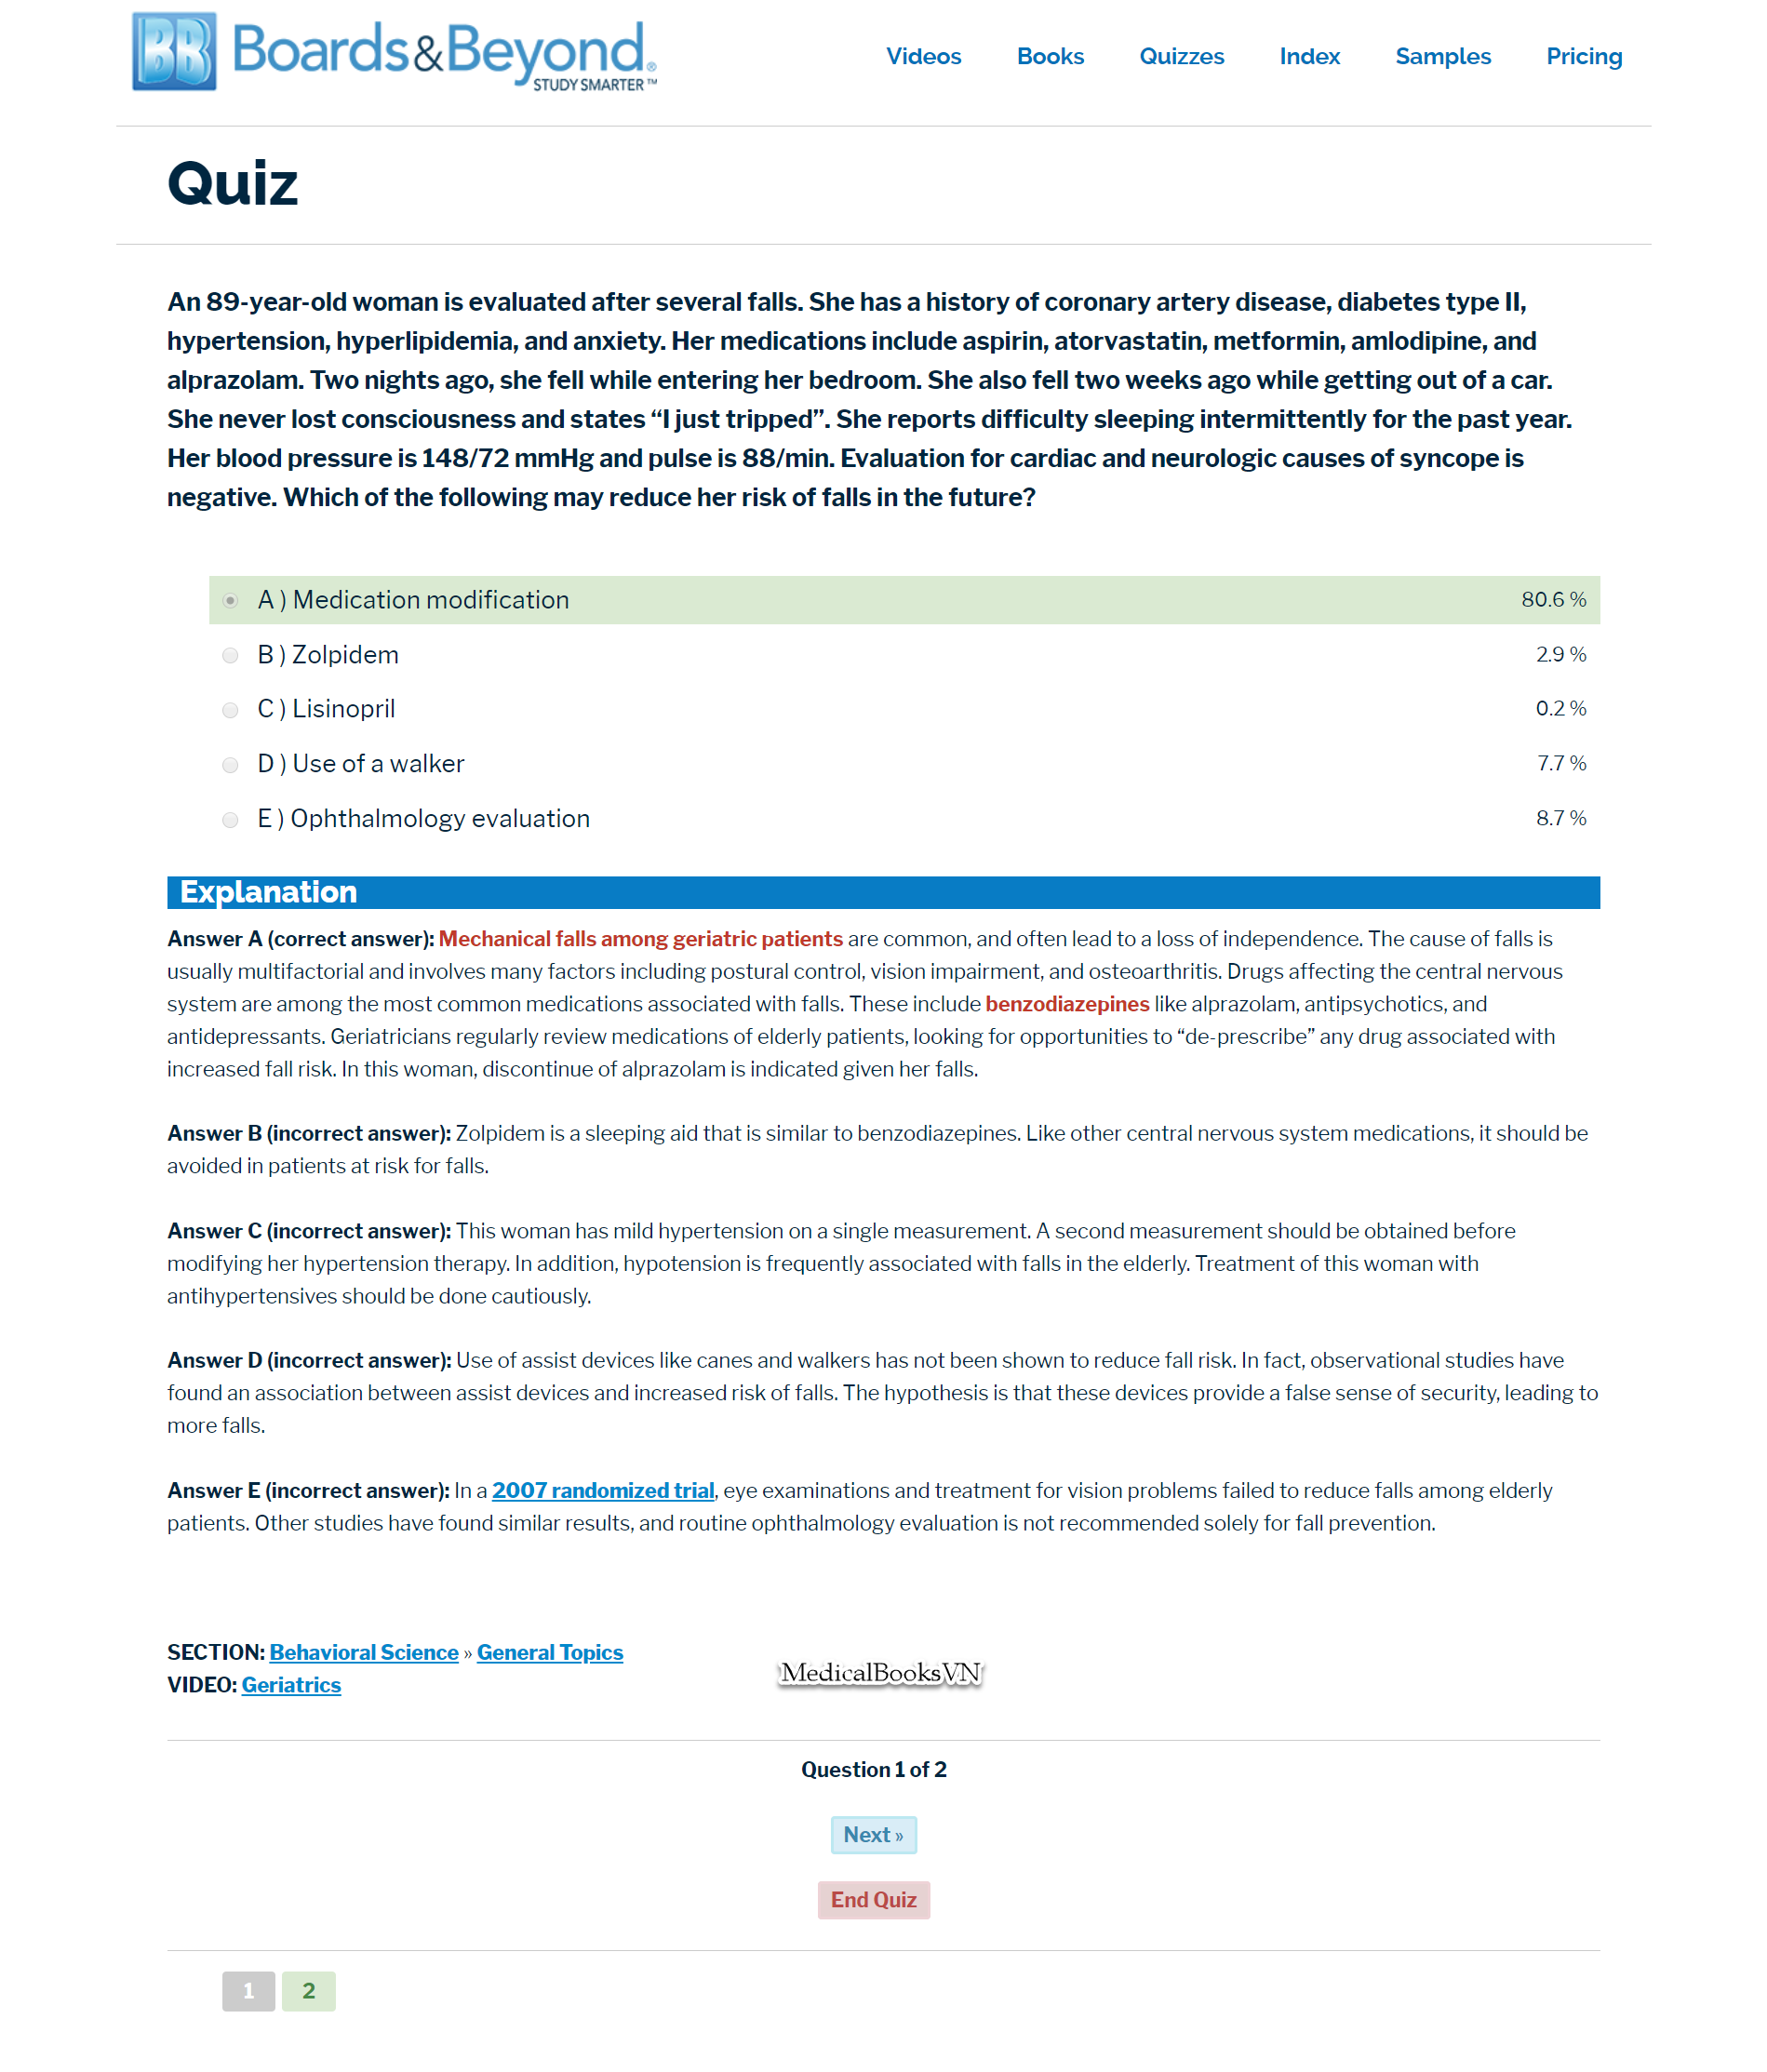 BB Boards&Beyond®
STUDY SMARTER™
Videos Books Quizzes Index Samples Pricing
Quiz
An 89-year-old woman is evaluated after several falls. She has a history of coronary artery disease, diabetes type II,
hypertension, hyperlipidemia, and anxiety. Her medications include aspirin, atorvastatin, metformin, amlodipine, and
alprazolam. Two nights ago, she fell while entering her bedroom. She also fell two weeks ago while getting out of a car.
She never lost consciousness and states “I just tripped”. She reports difficulty sleeping intermittently for the past year.
Her blood pressure is 148/72 mmHg and pulse is 88/min. Evaluation for cardiac and neurologic causes of syncope is
negative. Which of the following may reduce her risk of falls in the future?
A ) Medication modification 80.6 %
B ) Zolpidem 2.9 %
C ) Lisinopril 0.2 %
D ) Use of a walker 7.7 %
E ) Ophthalmology evaluation 8.7 %
Explanation
Answer A (correct answer): Mechanical falls among geriatric patients are common, and often lead to a loss of independence. The cause of falls is
usually multifactorial and involves many factors including postural control, vision impairment, and osteoarthritis. Drugs affecting the central nervous
system are among the most common medications associated with falls. These include benzodiazepines like alprazolam, antipsychotics, and
antidepressants. Geriatricians regularly review medications of elderly patients, looking for opportunities to “de-prescribe” any drug associated with
increased fall risk. In this woman, discontinue of alprazolam is indicated given her falls.
Answer B (incorrect answer): Zolpidem is a sleeping aid that is similar to benzodiazepines. Like other central nervous system medications, it should be
avoided in patients at risk for falls.
Answer C (incorrect answer): This woman has mild hypertension on a single measurement. A second measurement should be obtained before
modifying her hypertension therapy. In addition, hypotension is frequently associated with falls in the elderly. Treatment of this woman with
antihypertensives should be done cautiously.
Answer D (incorrect answer): Use of assist devices like canes and walkers has not been shown to reduce fall risk. In fact, observational studies have
found an association between assist devices and increased risk of falls. The hypothesis is that these devices provide a false sense of security, leading to
more falls.
Answer E (incorrect answer): In a 2007 randomized trial, eye examinations and treatment for vision problems failed to reduce falls among elderly
patients. Other studies have found similar results, and routine ophthalmology evaluation is not recommended solely for fall prevention.
SECTION: Behavioral Science » General Topics
VIDEO: Geriatrics
MedicalBooksVN
Question 1 of 2
Next »
End Quiz
1 2